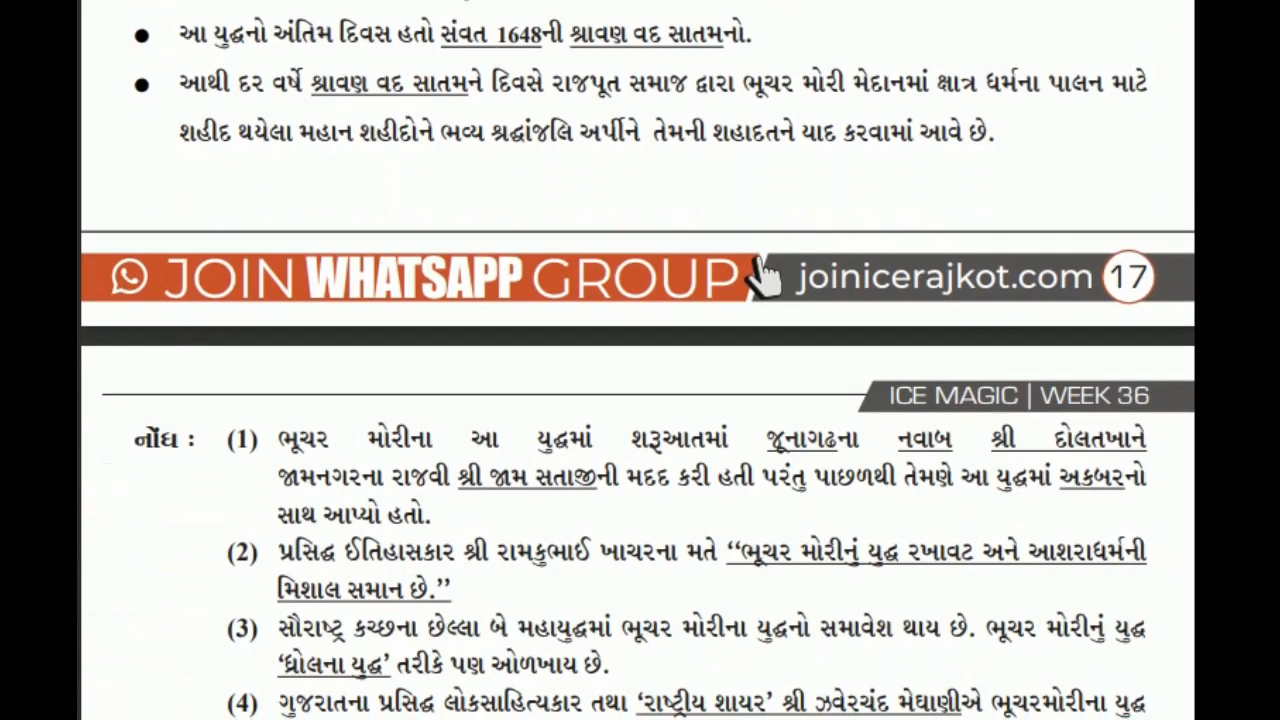 આ યુદ્ધનો અંતિમ દિવસ હતો સંવત 1648ની શ્રાવણ વદ સાતમનો.
આથી દર વર્ષે શ્રાવણ વદ સાતમને દિવસે રાજપૂત સમાજ દ્વારા ભૂચર મોરી મેદાનમાં ક્ષાત્ર ધર્મના પાલન માટે
શહીદ થયેલા મહાન શહીદોને ભવ્ય શ્રદ્ધાંજલિ અર્પીને તેમની શહાદતને યાદ કરવામાં આવે છે.
JOIN WHATSAPP GROUP joinicerajkot.com 17
ICE MAGIC | WEEK 36
નોંધ : (1) ભૂચર મોરીના આ યુદ્ધમાં શરૂઆતમાં જૂનાગઢના નવાબ શ્રી દોલતખાને
જામનગરના રાજવી શ્રી જામ સતાજીની મદદ કરી હતી પરંતુ પાછળથી તેમણે આ યુદ્ધમાં અકબરનો
સાથ આપ્યો હતો.
(2) પ્રસિદ્ધ ઈતિહાસકાર શ્રી રામકુભાઈ ખાચરના મતે ‘‘ભૂચર મોરીનું યુદ્ધ રખાવટ અને આશરાધર્મની
મિશાલ સમાન છે.’’
(3) સૌરાષ્ટ્ર કચ્છના છેલ્લા બે મહાયુદ્ધમાં ભૂચર મોરીના યુદ્ધનો સમાવેશ થાય છે. ભૂચર મોરીનું યુદ્ધ
‘ધ્રોલના યુદ્ધ’ તરીકે પણ ઓળખાય છે.
(4) ગુજરાતના પ્રસિદ્ધ લોકસાહિત્યકાર તથા ‘રાષ્ટ્રીય શાયર’ શ્રી ઝવેરચંદ મેઘાણીએ ભૂચરમોરીના યુદ્ધ